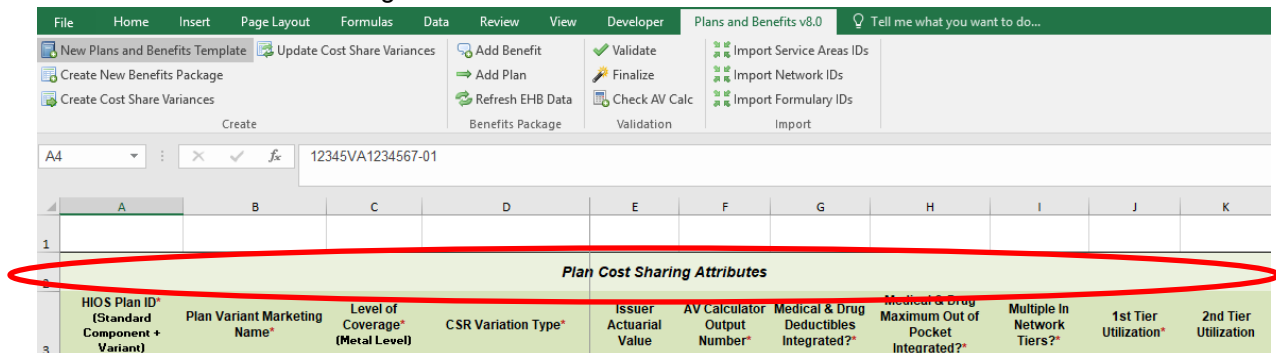 File Home Insert Page Layout Formulas Data Review View Developer Plans and Benefits v8.0 Tell me what you want to do...
New Plans and Benefits Template Update Cost Share Variances Add Benefit Validate Import Service Areas IDs
Create New Benefits Package Add Plan Finalize Import Network IDs
Create Cost Share Variances Refresh EHB Data Check AV Calc Import Formulary IDs
Create Benefits Package Validation Import
A4 fx 12345VA1234567-01
A B C D E F G H I J K
1
2 Plan Cost Sharing Attributes
3
HIOS Plan ID*
(Standard
Component +
Variant)
Plan Variant Marketing
Name*
Level of
Coverage*
(Metal Level)
CSR Variation Type*
Issuer
Actuarial
Value
AV Calculator
Output
Number*
Medical & Drug
Deductibles
Integrated?*
Medical & Drug
Maximum Out of
Pocket
Integrated?*
Multiple In
Network
Tiers?*
1st Tier
Utilization*
2nd Tier
Utilization